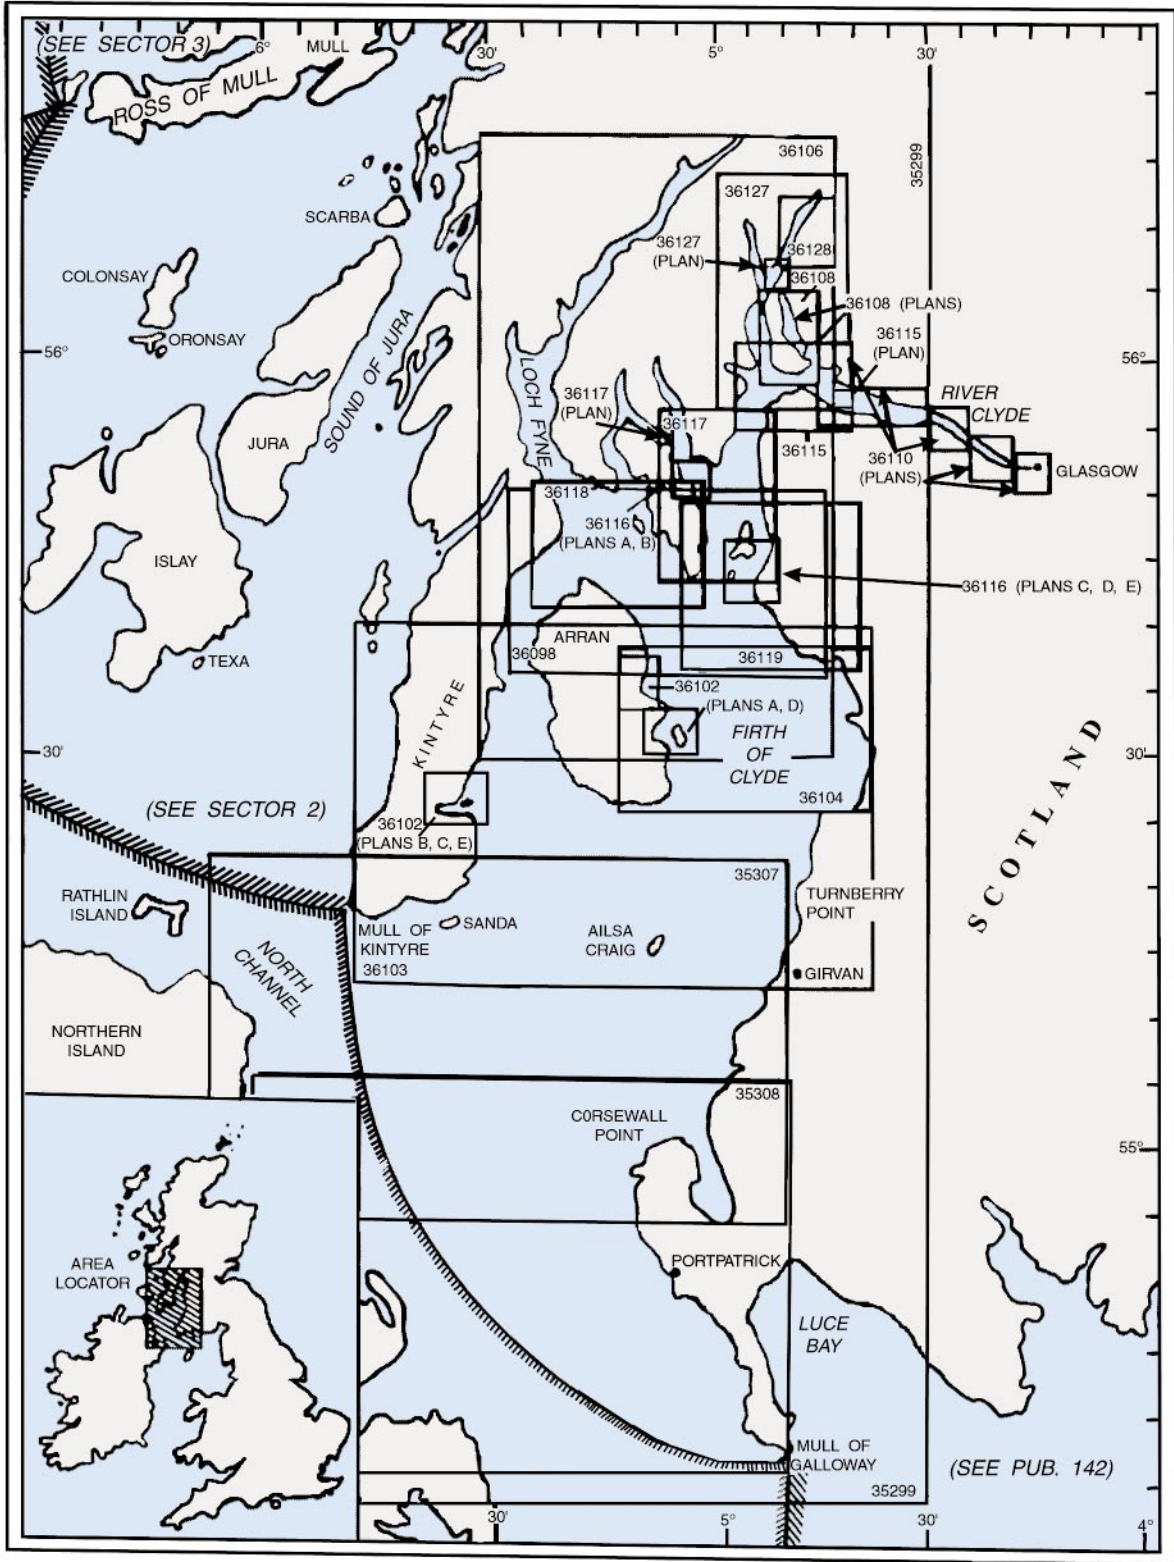 (SEE SECTOR 3)
6°
MULL
30'
5°
30'
ROSS OF MULL
36106
35299
36127
SCARBA
36127
(PLAN)
36128
COLONSAY
36108
36108 (PLANS)
ORONSAY
36115
(PLAN)
56°
56°
SOUND OF JURA
LOCH FYNE
36117
(PLAN)
RIVER
CLYDE
36117
JURA
36115
36110
(PLANS)
GLASGOW
36118
36116
(PLANS A, B)
ISLAY
36116 (PLANS C, D, E)
ARRAN
36098
36119
TEXA
36102
(PLANS A, D)
KINTYRE
FIRTH
OF
CLYDE
30'
30'
SCOTLAND
36104
(SEE SECTOR 2)
36102
(PLANS B, C, E)
35307
RATHLIN
ISLAND
TURNBERRY
POINT
SANDA
MULL OF
KINTYRE
AILSA
CRAIG
36103
NORTH
CHANNEL
GIRVAN
NORTHERN
ISLAND
35308
C0RSEWALL
POINT
55°
AREA
LOCATOR
PORTPATRICK
LUCE
BAY
MULL OF
GALLOWAY
(SEE PUB. 142)
35299
30'
5°
30'
4°